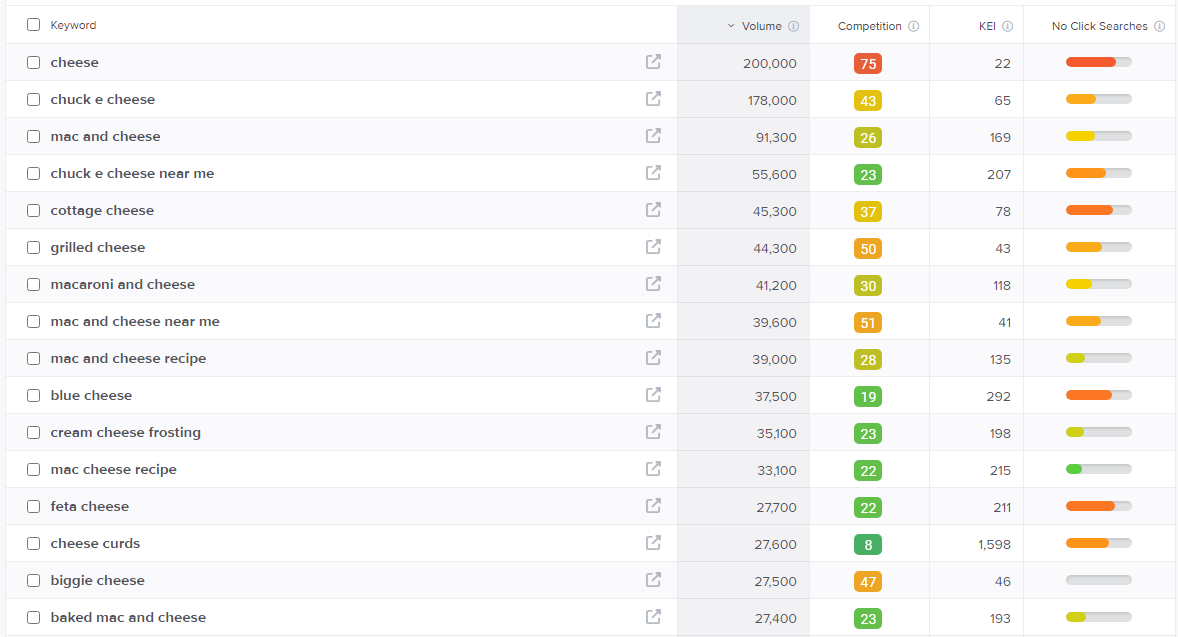 Keyword Volume Competition KEI No Click Searches
cheese 200,000 75 22
chuck e cheese 178,000 43 65
mac and cheese 91,300 26 169
chuck e cheese near me 55,600 23 207
cottage cheese 45,300 37 78
grilled cheese 44,300 50 43
macaroni and cheese 41,200 30 118
mac and cheese near me 39,600 51 41
mac and cheese recipe 39,000 28 135
blue cheese 37,500 19 292
cream cheese frosting 35,100 23 198
mac cheese recipe 33,100 22 215
feta cheese 27,700 22 211
cheese curds 27,600 8 1,598
biggie cheese 27,500 47 46
baked mac and cheese 27,400 23 193